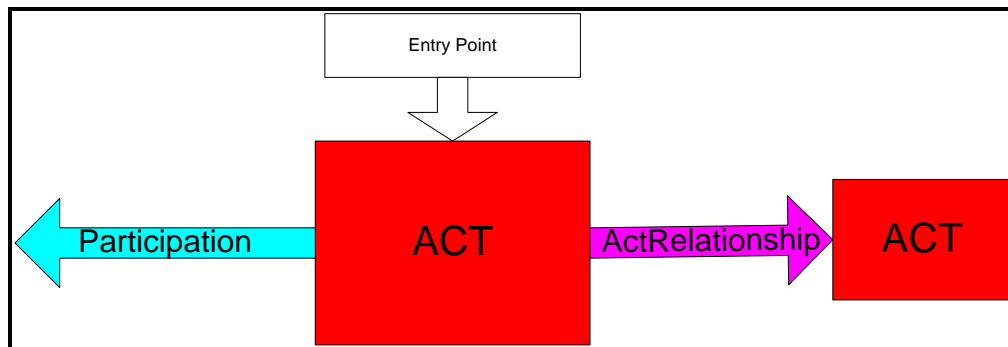 Entry Point
Participation
ACT
ActRelationship
ACT